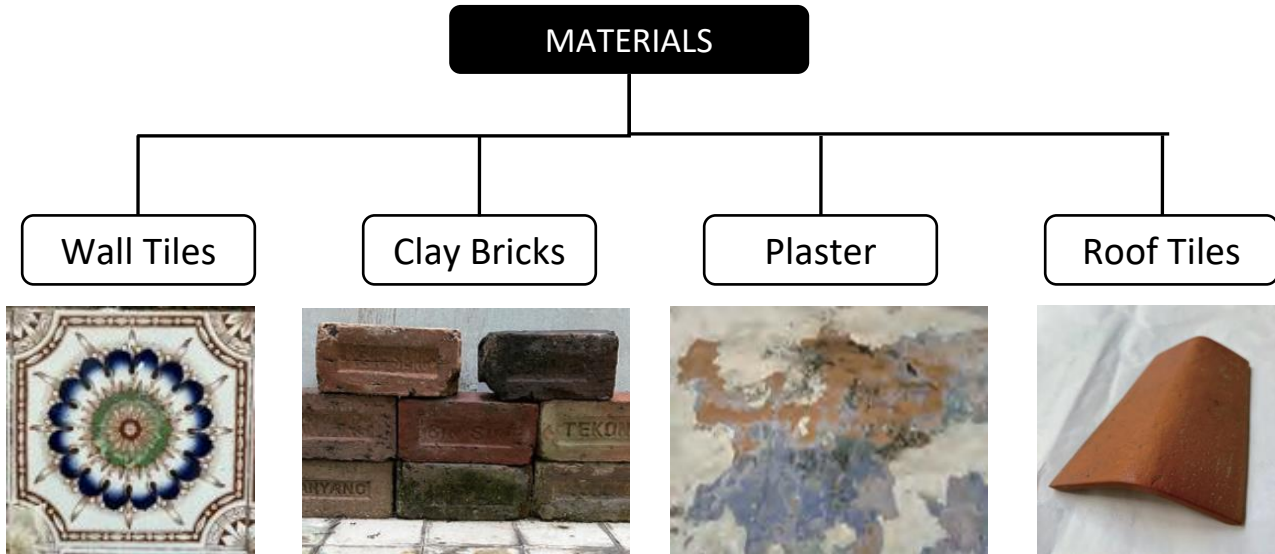 MATERIALS
Wall Tiles
Clay Bricks
Plaster
Roof Tiles
TEKON